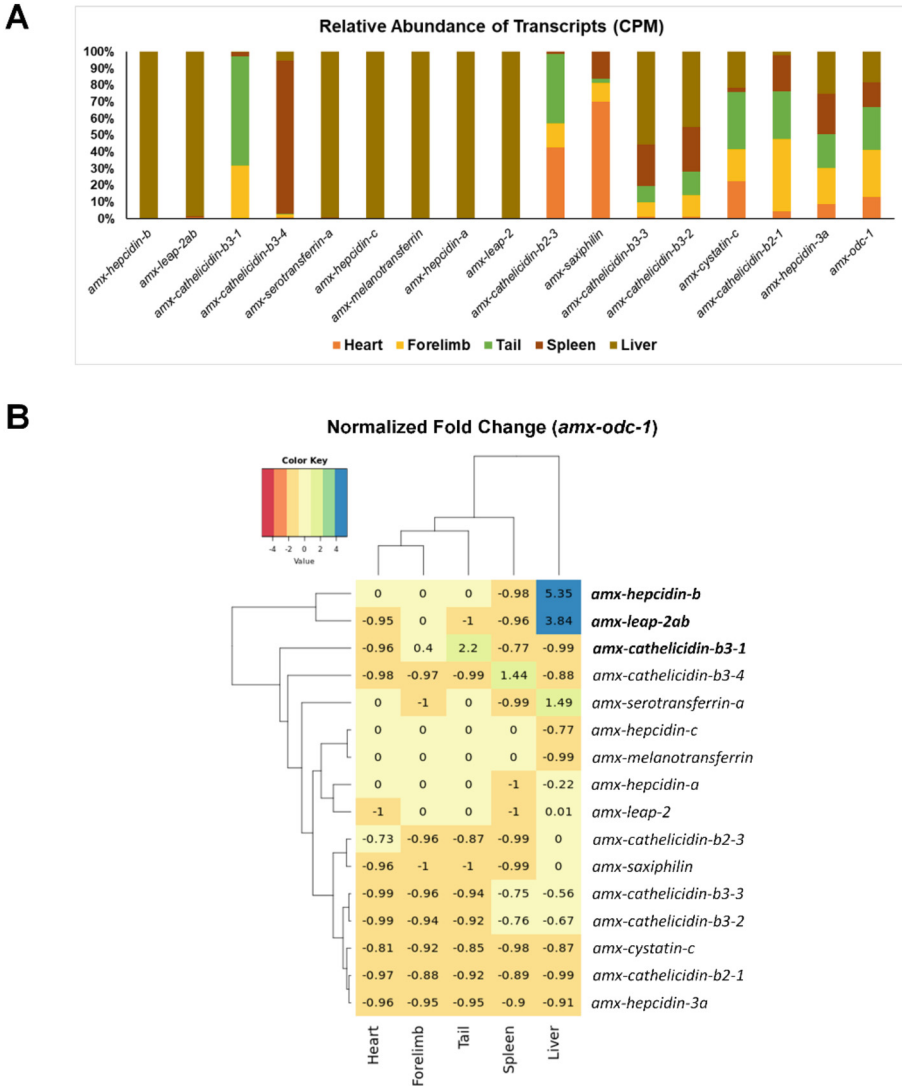 A
Relative Abundance of Transcripts (CPM)
100%
90%
80%
70%
60%
50%
40%
30%
20%
10%
0%
amx-hepcidin-b
amx-leap-2ab
amx-cathelicidin-b3-1
amx-cathelicidin-b3-4
amx-serotransferrin-a
amx-hepcidin-c
amx-melanotransferrin
amx-hepcidin-a
amx-leap-2
amx-cathelicidin-b2-3
amx-saxiphilin
amx-cathelicidin-b3-3
amx-cathelicidin-b3-2
amx-cystatin-c
amx-cathelicidin-b2-1
amx-hepcidin-3a
amx-odc-1
Heart Forelimb Tail Spleen Liver
B
Normalized Fold Change (amx-odc-1)
Color Key
-4 -2 0 2 4
Value
0 0 0 -0.98 5.35 amx-hepcidin-b
-0.95 0 -1 -0.96 3.84 amx-leap-2ab
-0.96 0.4 2.2 -0.77 -0.99 amx-cathelicidin-b3-1
-0.98 -0.97 -0.99 1.44 -0.88 amx-cathelicidin-b3-4
0 -1 0 -0.99 1.49 amx-serotransferrin-a
0 0 0 0 -0.77 amx-hepcidin-c
0 0 0 0 -0.99 amx-melanotransferrin
0 0 0 -1 -0.22 amx-hepcidin-a
-1 0 0 -1 0.01 amx-leap-2
-0.73 -0.96 -0.87 -0.99 0 amx-cathelicidin-b2-3
-0.96 -1 -1 -0.99 0 amx-saxiphilin
-0.99 -0.96 -0.94 -0.75 -0.56 amx-cathelicidin-b3-3
-0.99 -0.94 -0.92 -0.76 -0.67 amx-cathelicidin-b3-2
-0.81 -0.92 -0.85 -0.98 -0.87 amx-cystatin-c
-0.97 -0.88 -0.92 -0.89 -0.99 amx-cathelicidin-b2-1
-0.96 -0.95 -0.95 -0.9 -0.91 amx-hepcidin-3a
Heart
Forelimb
Tail
Spleen
Liver